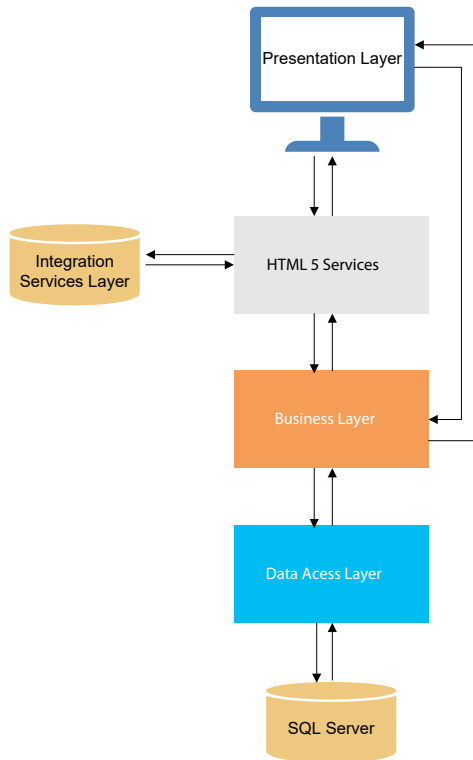 Presentation Layer
Integration
Services Layer
HTML 5 Services
Business Layer
Data Acess Layer
SQL Server